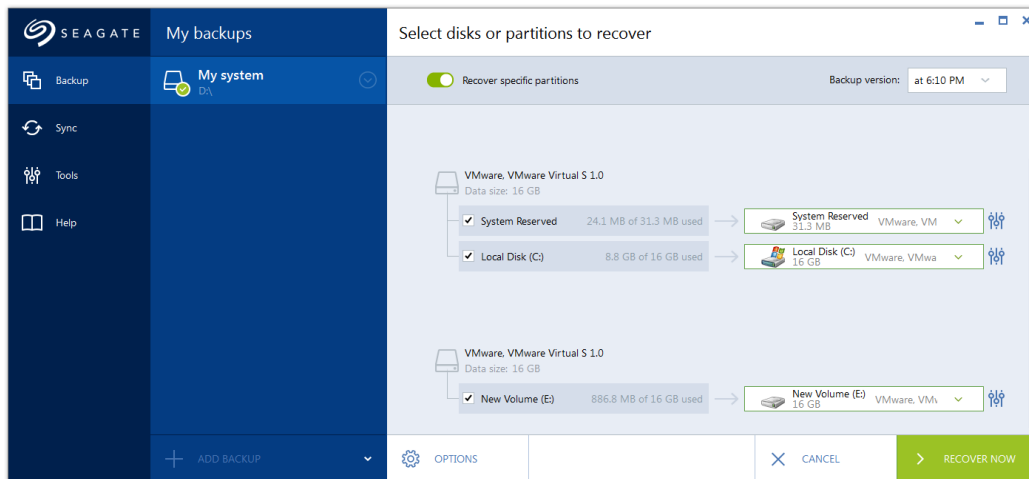 SEAGATE
My backups
Select disks or partitions to recover
Backup
My system
D:\
Recover specific partitions
Backup version:
at 6:10 PM
Sync
Tools
Help
VMware, VMware Virtual S 1.0
Data size: 16 GB
System Reserved 24.1 MB of 31.3 MB used
System Reserved VMware, VM
31.3 MB
Local Disk (C:) 8.8 GB of 16 GB used
Local Disk (C:) VMware, VMwa
16 GB
VMware, VMware Virtual S 1.0
Data size: 16 GB
New Volume (E:) 886.8 MB of 16 GB used
New Volume (E:) VMware, VM
16 GB
ADD BACKUP
OPTIONS
CANCEL
RECOVER NOW